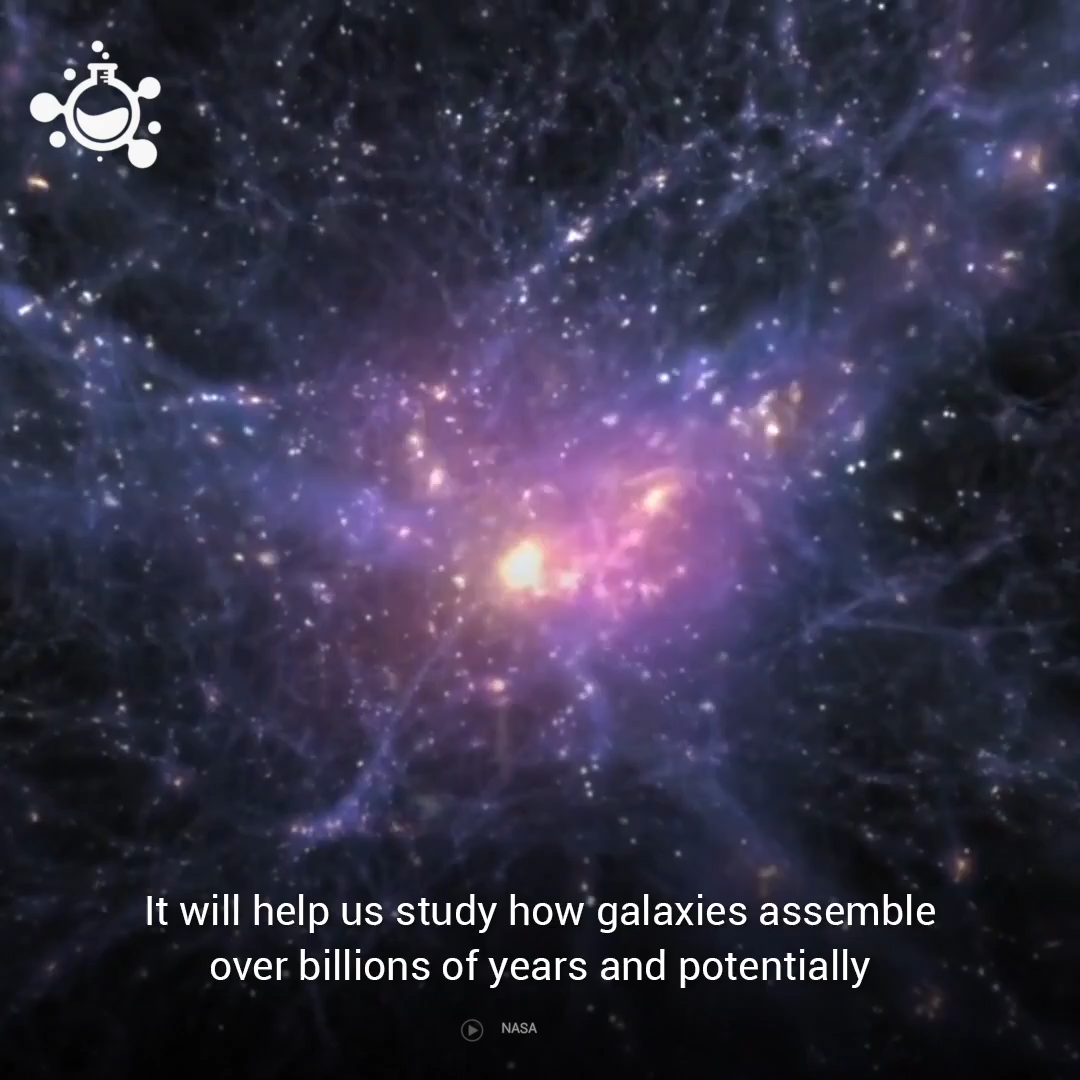 It will help us study how galaxies assemble
over billions of years and potentially
NASA